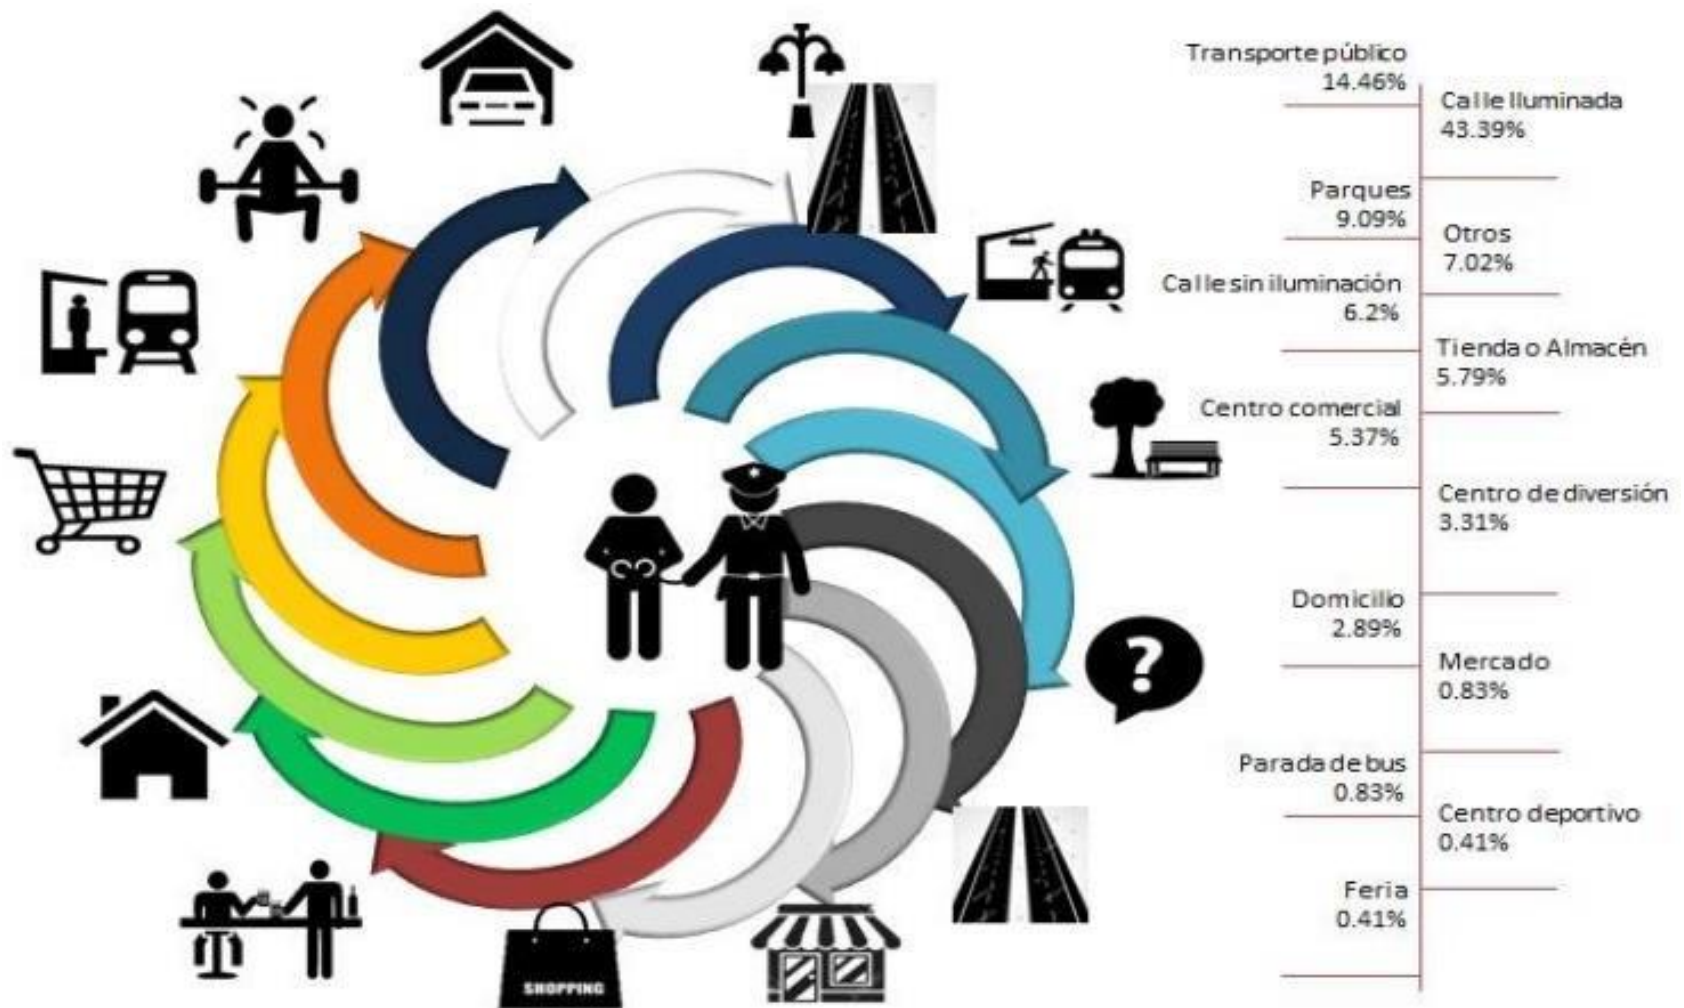 Transporte público
14.46%
Calle Iluminada
43.39%
Parques
9.09%
Otros
7.02%
Calle sin iluminación
6.2%
Tienda o Almacén
5.79%
Centro comercial
5.37%
Centro de diversión
3.31%
Domicilio
2.89%
Mercado
0.83%
Parada de bus
0.83%
Centro deportivo
0.41%
Feria
0.41%
?
SHOPPING